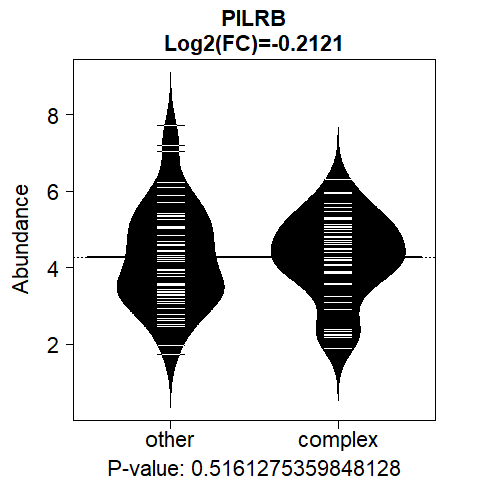 PILRB
Log2(FC)=-0.2121
Abundance
8
6
4
2
other complex
P-value: 0.5161275359848128